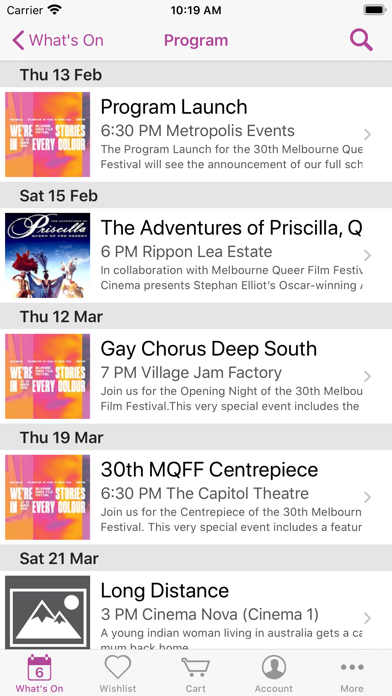 Carrier 10:19 AM
What's On Program
Thu 13 Feb
WE'RE STORIES
IN EVERY COLOUR
Program Launch
6:30 PM Metropolis Events
The Program Launch for the 30th Melbourne Que
Festival will see the announcement of our full sch
Sat 15 Feb
THE ADVENTURES OF
Priscilla
QUEEN OF THE DESERT
The Adventures of Priscilla, Q
6 PM Rippon Lea Estate
In collaboration with Melbourne Queer Film Festiv
Cinema presents Stephan Elliot's Oscar-winning A
Thu 12 Mar
WE'RE STORIES
IN EVERY COLOUR
Gay Chorus Deep South
7 PM Village Jam Factory
Join us for the Opening Night of the 30th Melbou
Film Festival.This very special event includes the
Thu 19 Mar
WE'RE STORIES
IN EVERY COLOUR
30th MQFF Centrepiece
6:30 PM The Capitol Theatre
Join us for the Centrepiece of the 30th Melbourn
Festival. This very special event includes a featur
Sat 21 Mar
Long Distance
3 PM Cinema Nova (Cinema 1)
A young indian woman living in australia gets a ca
mum back home
6
What's On Wishlist Cart Account More